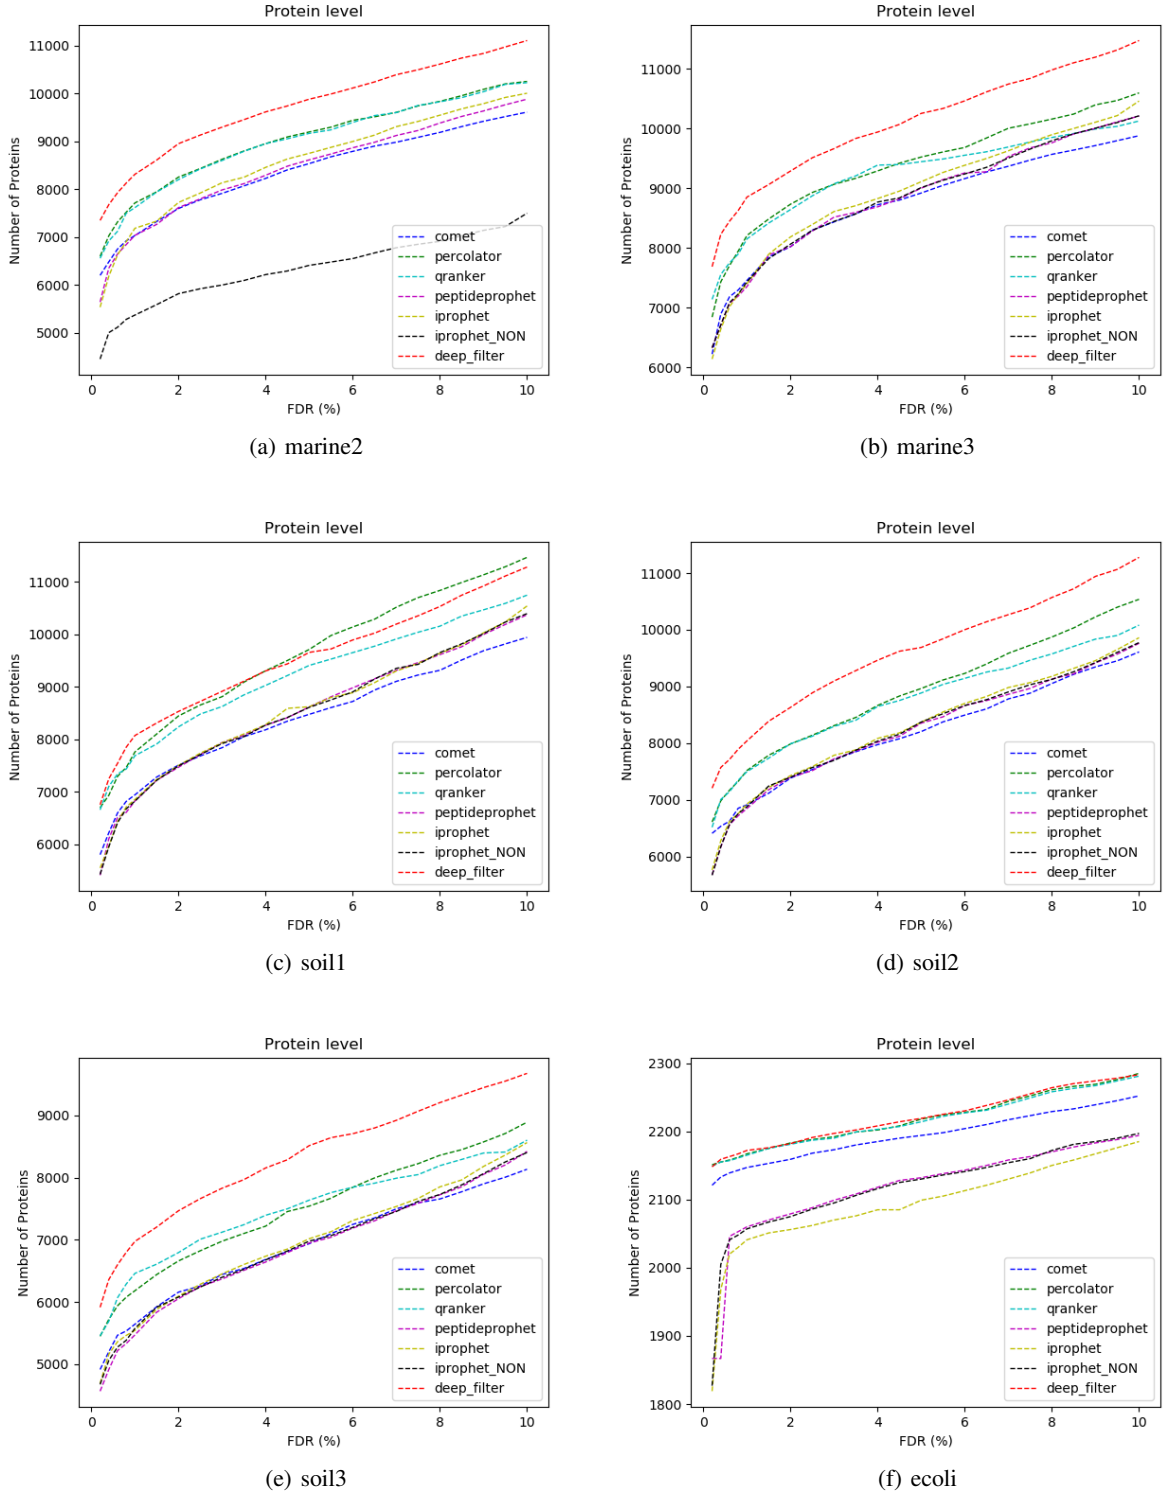 Protein level
11000
10000
9000
8000
7000
6000
5000
Number of Proteins
0 2 4 6 8 10
FDR (%)
comet
percolator
qranker
peptideprophet
iprophet
iprophet_NON
deep_filter
(a) marine2
Protein level
11000
10000
9000
8000
7000
6000
Number of Proteins
0 2 4 6 8 10
FDR (%)
comet
percolator
qranker
peptideprophet
iprophet
iprophet_NON
deep_filter
(b) marine3
Protein level
11000
10000
9000
8000
7000
6000
Number of Proteins
0 2 4 6 8 10
FDR (%)
comet
percolator
qranker
peptideprophet
iprophet
iprophet_NON
deep_filter
(c) soil1
Protein level
11000
10000
9000
8000
7000
6000
Number of Proteins
0 2 4 6 8 10
FDR (%)
comet
percolator
qranker
peptideprophet
iprophet
iprophet_NON
deep_filter
(d) soil2
Protein level
9000
8000
7000
6000
5000
Number of Proteins
0 2 4 6 8 10
FDR (%)
comet
percolator
qranker
peptideprophet
iprophet
iprophet_NON
deep_filter
(e) soil3
Protein level
2300
2200
2100
2000
1900
1800
Number of Proteins
0 2 4 6 8 10
FDR (%)
comet
percolator
qranker
peptideprophet
iprophet
iprophet_NON
deep_filter
(f) ecoli